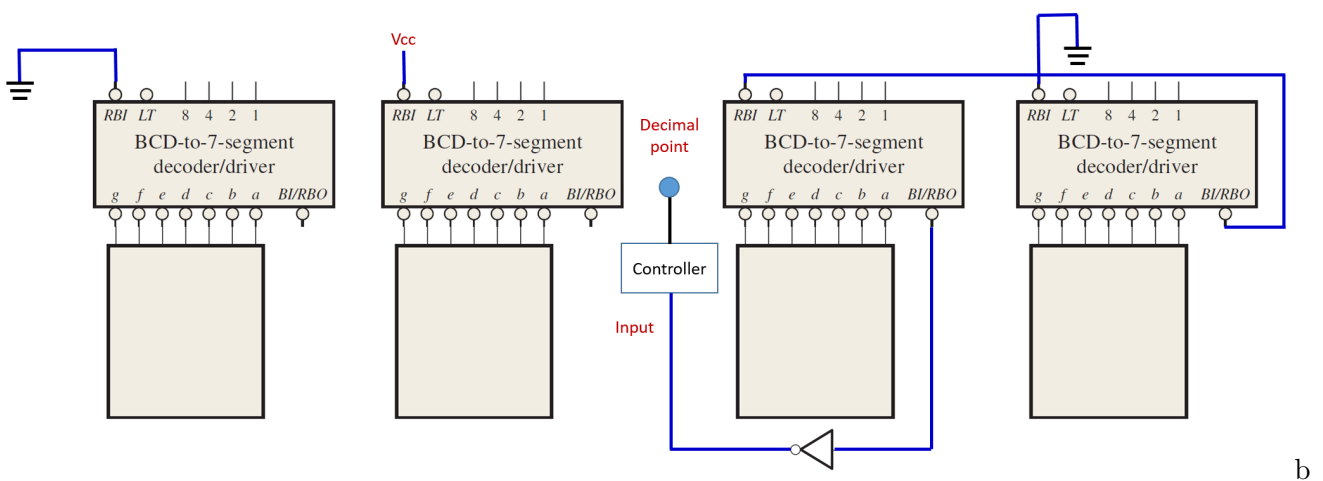 Vcc
RBI LT 8 4 2 1
BCD-to-7-segment
decoder/driver
g f e d c b a BI/RBO
RBI LT 8 4 2 1
BCD-to-7-segment
decoder/driver
g f e d c b a BI/RBO
Decimal
point
Controller
Input
RBI LT 8 4 2 1
BCD-to-7-segment
decoder/driver
g f e d c b a BI/RBO
RBI LT 8 4 2 1
BCD-to-7-segment
decoder/driver
g f e d c b a BI/RBO
b